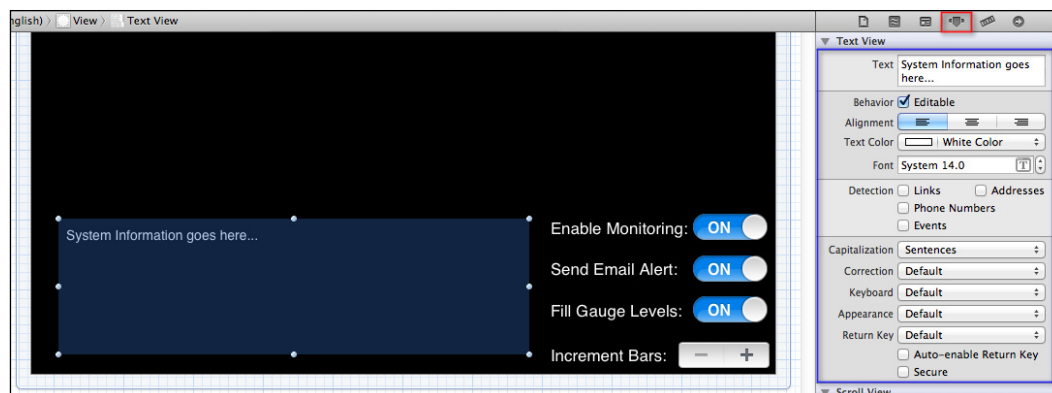 nglish) View Text View
Text View
Text System Information goes
here...
Behavior Editable
Alignment
Text Color White Color
Font System 14.0 T
Detection Links Addresses
Phone Numbers
Events
Capitalization Sentences
Correction Default
Keyboard Default
Appearance Default
Return Key Default
Auto-enable Return Key
Secure
Scroll View
System Information goes here...
Enable Monitoring: ON
Send Email Alert: ON
Fill Gauge Levels: ON
Increment Bars: − +